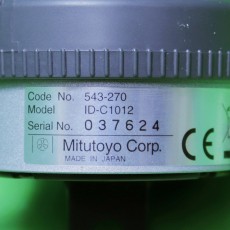 Code No. 543-270
Model ID-C1012
Serial No. 037624
Mitutoyo Corp.
MADE IN JAPAN
CE